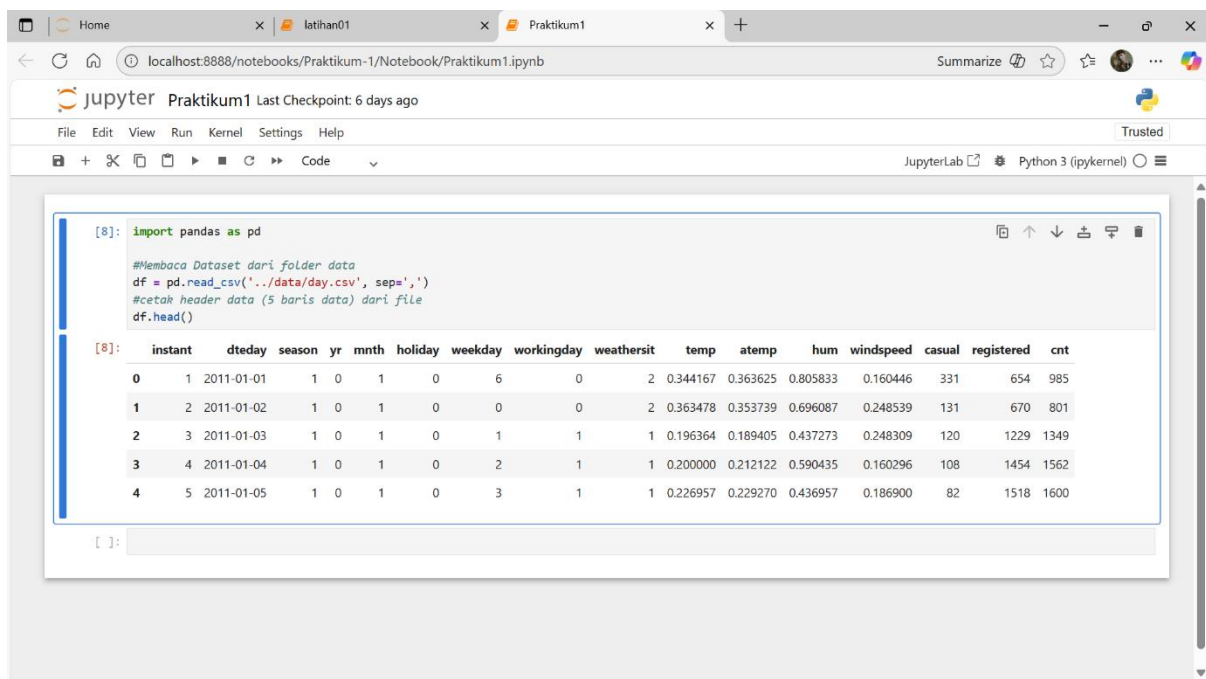 Home
latihan01
Praktikum1
localhost:8888/notebooks/Praktikum-1/Notebook/Praktikum1.ipynb
Summarize
jupyter Praktikum1 Last Checkpoint: 6 days ago
File Edit View Run Kernel Settings Help
Trusted
Code
JupyterLab
Python 3 (ipykernel)
[8]: import pandas as pd
#Membaca Dataset dari folder data
df = pd.read_csv('../data/day.csv', sep=',')
#cetak header data (5 baris data) dari file
df.head()
[8]: instant dteday season yr mnth holiday weekday workingday weathersit temp atemp hum windspeed casual registered cnt
0 1 2011-01-01 1 0 1 0 6 0 2 0.344167 0.363625 0.805833 0.160446 331 654 985
1 2 2011-01-02 1 0 1 0 0 0 2 0.363478 0.353739 0.696087 0.248539 131 670 801
2 3 2011-01-03 1 0 1 0 1 1 1 0.196364 0.189405 0.437273 0.248309 120 1229 1349
3 4 2011-01-04 1 0 1 0 2 1 1 0.200000 0.212122 0.590435 0.160296 108 1454 1562
4 5 2011-01-05 1 0 1 0 3 1 1 0.226957 0.229270 0.436957 0.186900 82 1518 1600
[ ]: